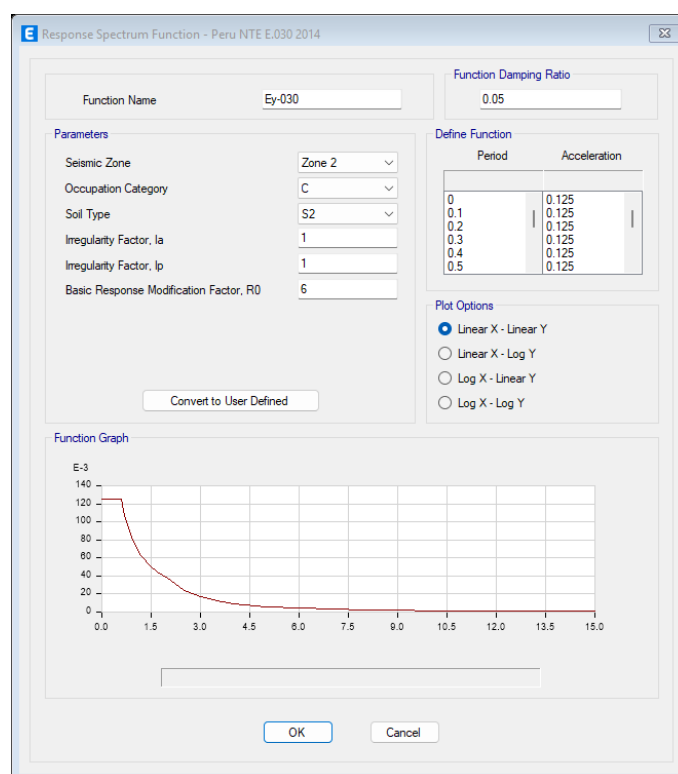 E Response Spectrum Function - Peru NTE E.030 2014
Function Name
Ey-030
Function Damping Ratio
0.05
Parameters
Seismic Zone Zone 2
Occupation Category C
Soil Type S2
Irregularity Factor, Ia 1
Irregularity Factor, Ip 1
Basic Response Modification Factor, R0 6
Convert to User Defined
Define Function
Period Acceleration
0 0.125
0.1 0.125
0.2 0.125
0.3 0.125
0.4 0.125
0.5 0.125
Plot Options
Linear X - Linear Y
Linear X - Log Y
Log X - Linear Y
Log X - Log Y
Function Graph
E-3
140
120
100
80
60
40
20
0
0.0 1.5 3.0 4.5 6.0 7.5 9.0 10.5 12.0 13.5 15.0
OK Cancel